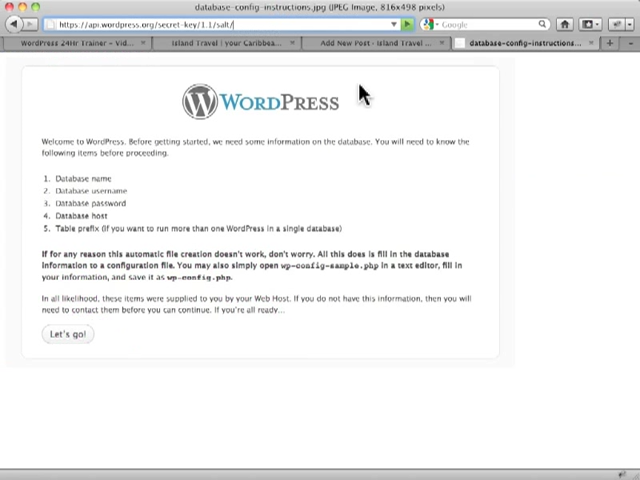 database-config-instructions.jpg (JPEG Image, 816x498 pixels)
https://api.wordpress.org/secret-key/1.1/salt/
Google
WordPress 24Hr Trainer – Vid...
Island Travel | your Caribbea...
Add New Post ‹ Island Travel ...
database-config-instructions...
WORDPRESS
Welcome to WordPress. Before getting started, we need some information on the database. You will need to know the
following items before proceeding.
1. Database name
2. Database username
3. Database password
4. Database host
5. Table prefix (if you want to run more than one WordPress in a single database)
If for any reason this automatic file creation doesn't work, don't worry. All this does is fill in the database
information to a configuration file. You may also simply open wp-config-sample.php in a text editor, fill in
your information, and save it as wp-config.php.
In all likelihood, these items were supplied to you by your Web Host. If you do not have this information, then you will
need to contact them before you can continue. If you're all ready...
Let's go!